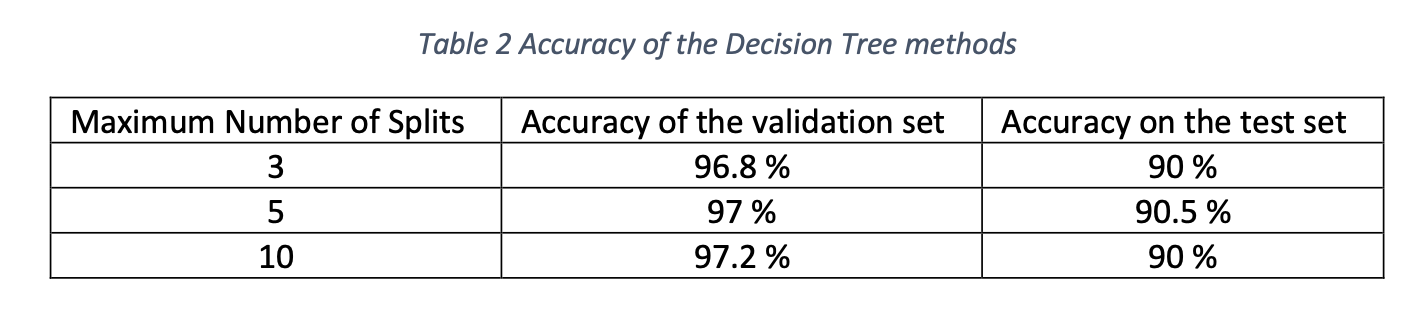 Table 2 Accuracy of the Decision Tree methods
Maximum Number of Splits Accuracy of the validation set Accuracy on the test set
3 96.8 % 90 %
5 97 % 90.5 %
10 97.2 % 90 %